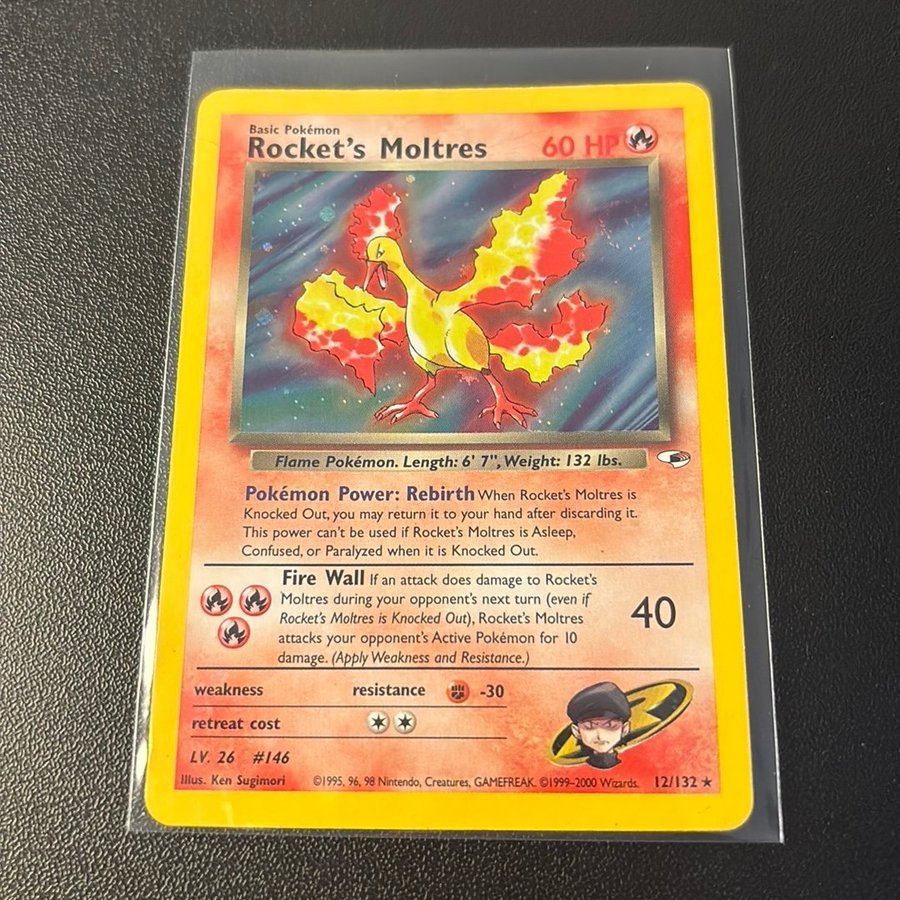 Basic Pokémon
Rocket's Moltres 60 HP
Flame Pokémon. Length: 6' 7", Weight: 132 lbs.
Pokémon Power: Rebirth When Rocket's Moltres is
Knocked Out, you may return it to your hand after discarding it.
This power can't be used if Rocket's Moltres is Asleep,
Confused, or Paralyzed when it is Knocked Out.
Fire Wall If an attack does damage to Rocket's
Moltres during your opponent's next turn (even if
Rocket's Moltres is Knocked Out), Rocket's Moltres
attacks your opponent's Active Pokémon for 10
damage. (Apply Weakness and Resistance.)
40
weakness resistance -30
retreat cost
LV. 26 #146
Illus. Ken Sugimori ©1995, 96, 98 Nintendo, Creatures, GAMEFREAK. ©1999–2000 Wizards. 12/132 ★